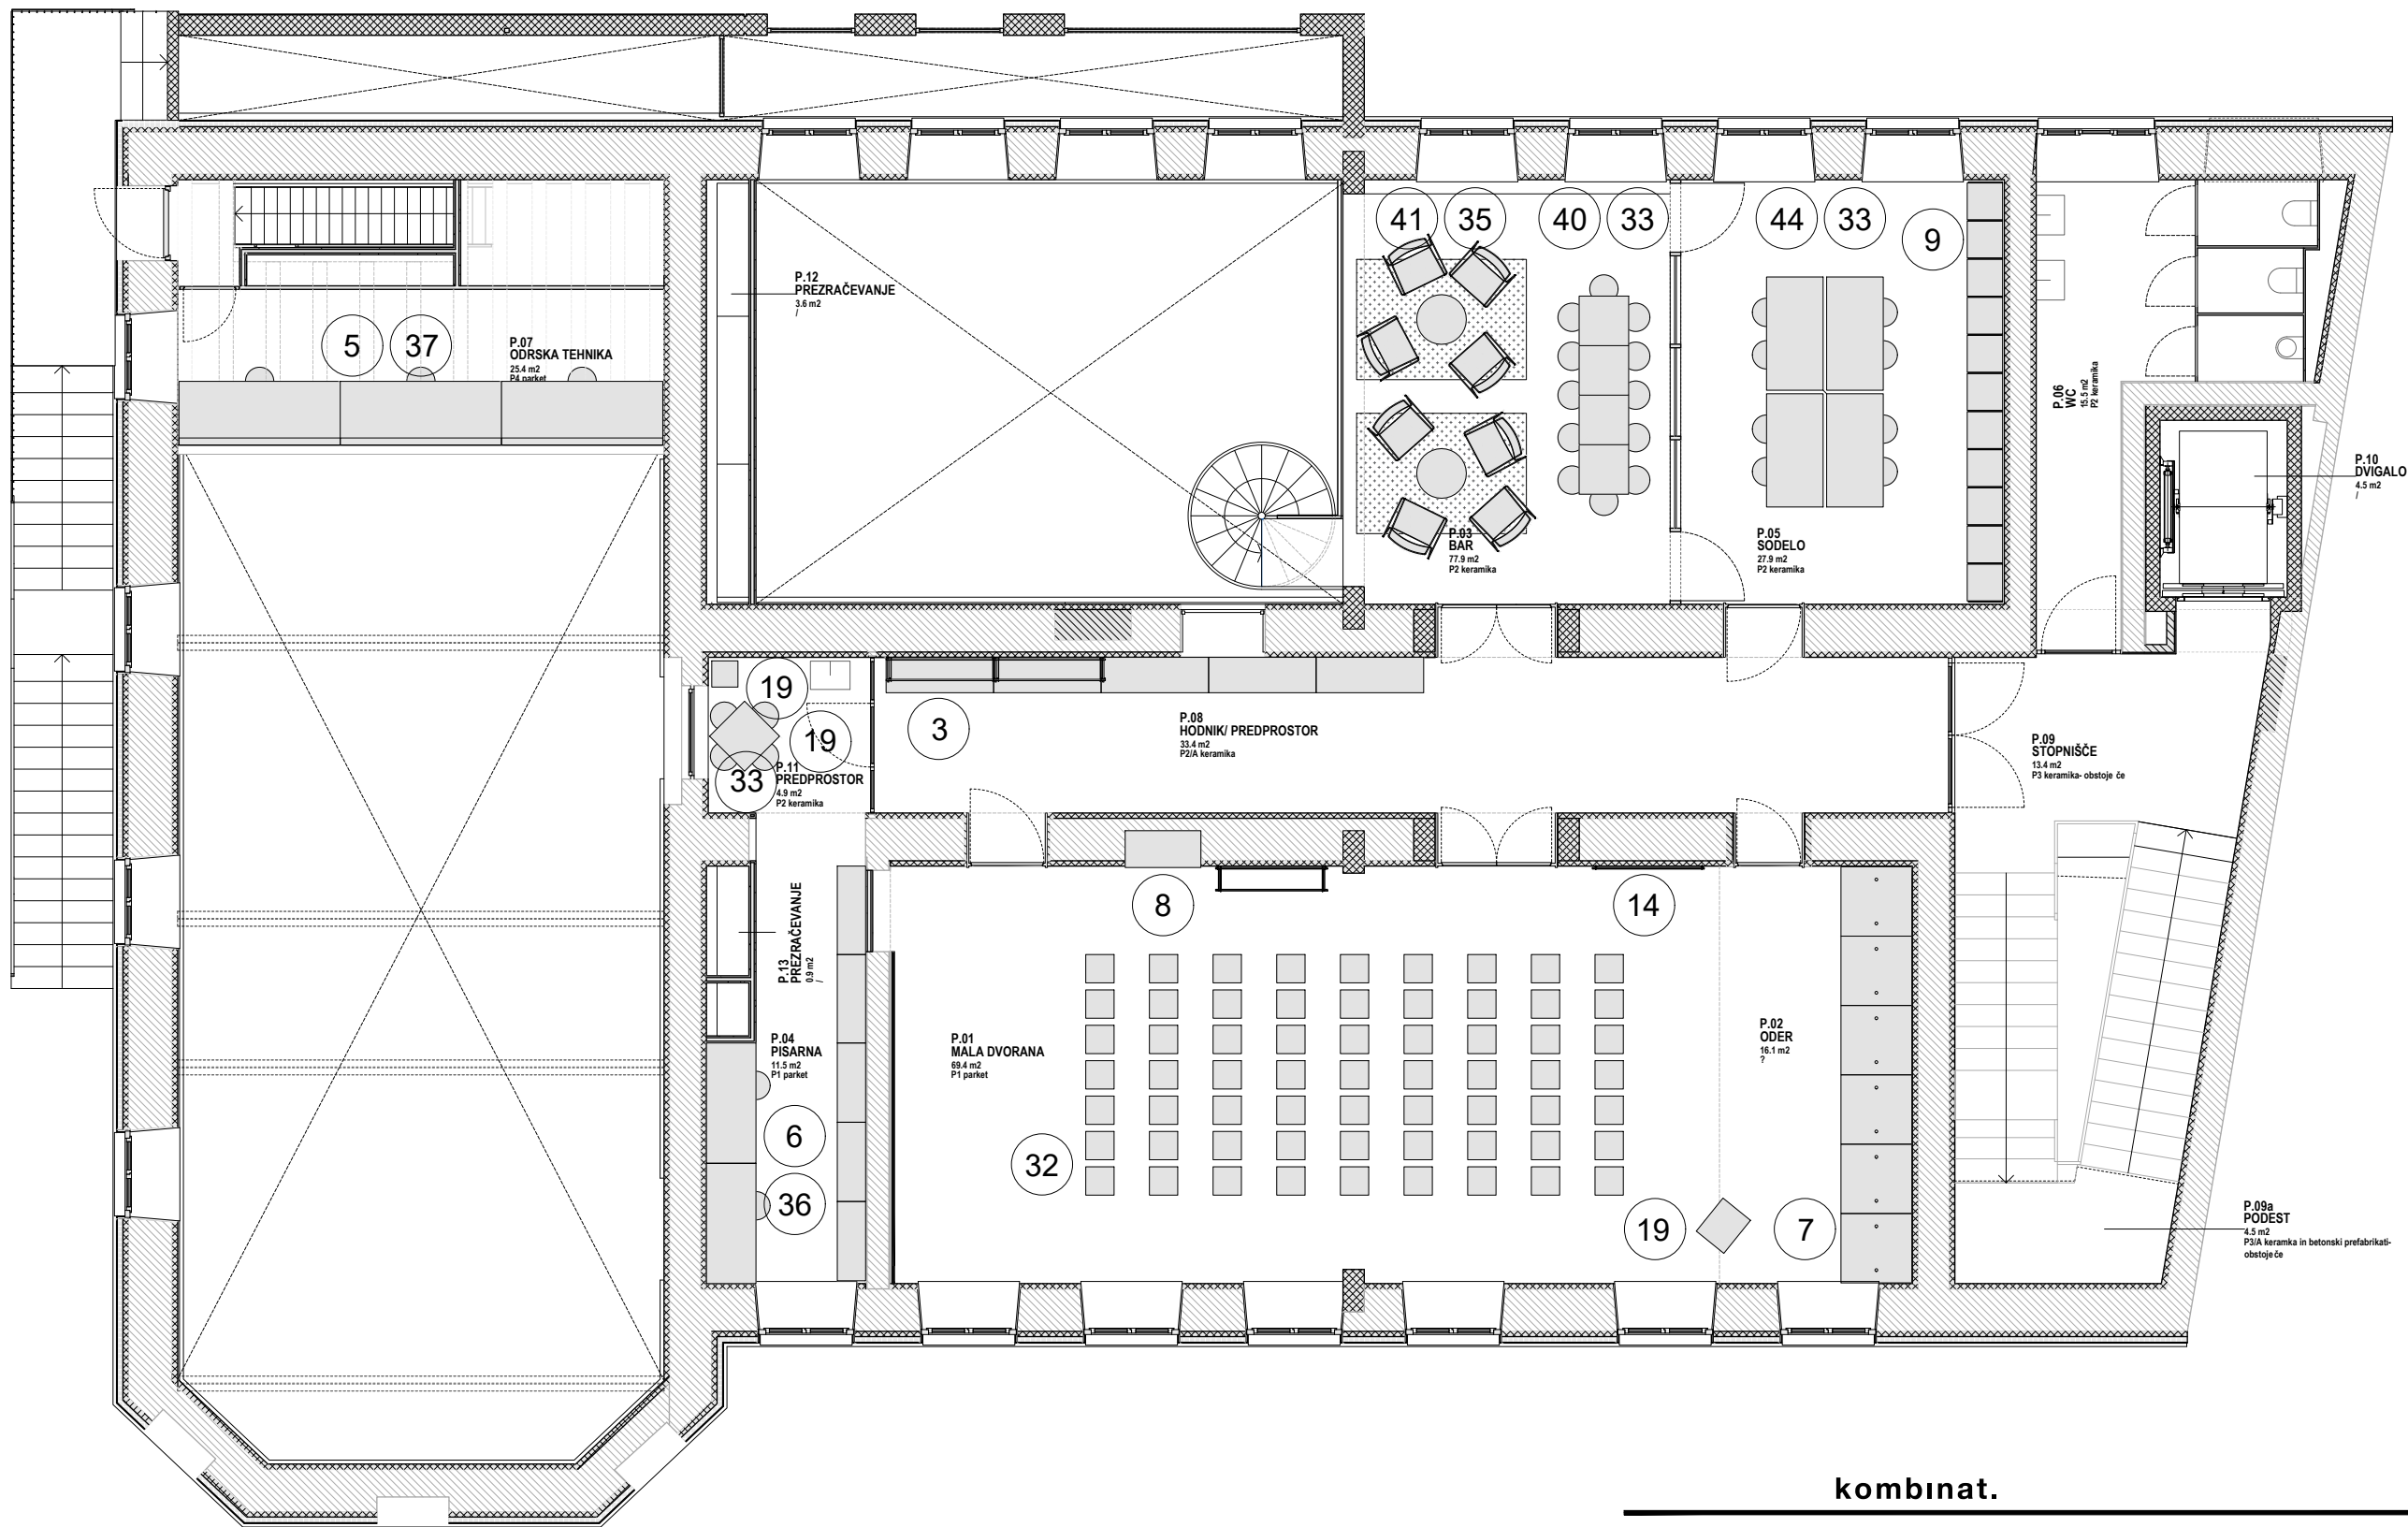 41
35
40
33
44
33
9
P.12
PREZRAČEVANJE
3.6 m2
/
5
37
P.07
ODRSKA TEHNIKA
25.4 m2
P4 parket
P.06
WC
15.5 m2
P2 keramika
P.10
DVIGALO
4.5 m2
/
P.03
BAR
77.9 m2
P2 keramika
P.05
SODELO
27.9 m2
P2 keramika
19
19
33
P.11
PREDPROSTOR
4.9 m2
P2 keramika
3
P.08
HODNIK/ PREDPROSTOR
33.4 m2
P2/A keramika
P.09
STOPNIŠČE
13.4 m2
P3 keramika- obstoje če
8
14
P.13
PREZRAČEVANJE
0.9 m2
/
P.04
PISARNA
11.5 m2
P1 parket
6
36
P.01
MALA DVORANA
69.4 m2
P1 parket
32
P.02
ODER
16.1 m2
?
19
7
P.09a
PODEST
4.5 m2
P3/A keramka in betonski prefabrikati-
obstoje če
kombınat.